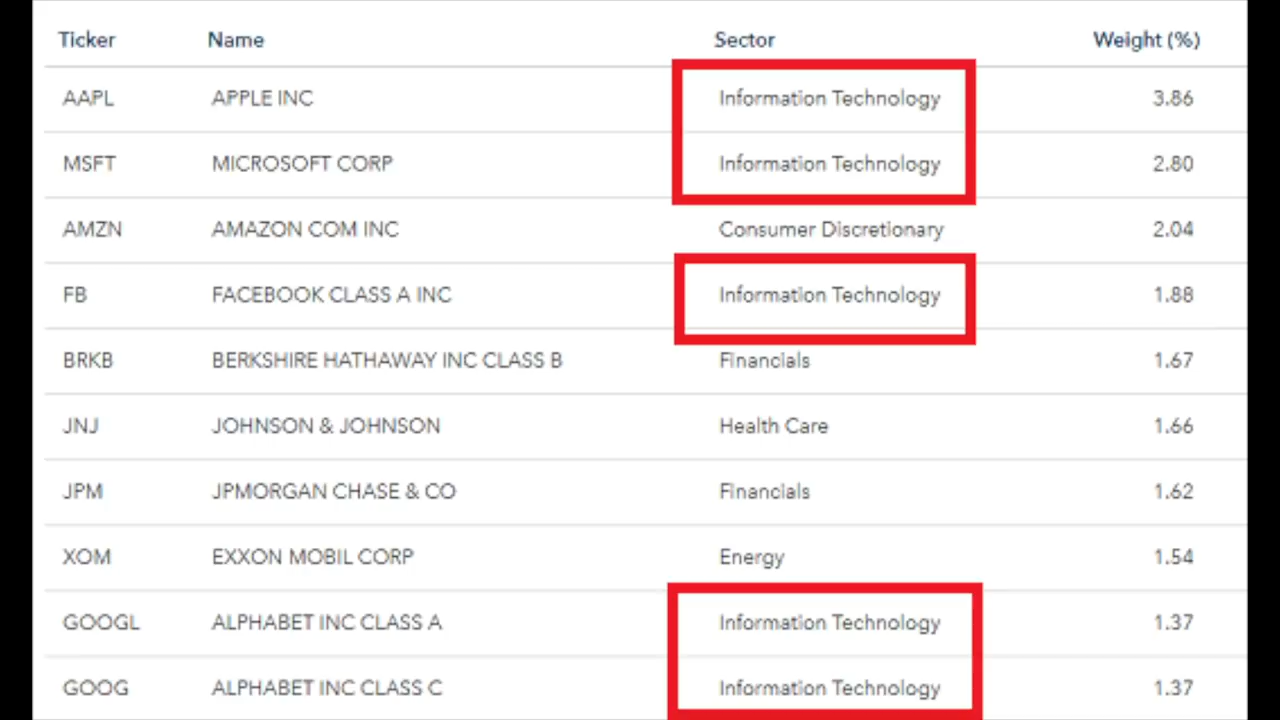 Ticker Name Sector Weight (%)
AAPL APPLE INC Information Technology 3.86
MSFT MICROSOFT CORP Information Technology 2.80
AMZN AMAZON COM INC Consumer Discretionary 2.04
FB FACEBOOK CLASS A INC Information Technology 1.88
BRKB BERKSHIRE HATHAWAY INC CLASS B Financials 1.67
JNJ JOHNSON & JOHNSON Health Care 1.66
JPM JPMORGAN CHASE & CO Financials 1.62
XOM EXXON MOBIL CORP Energy 1.54
GOOGL ALPHABET INC CLASS A Information Technology 1.37
GOOG ALPHABET INC CLASS C Information Technology 1.37